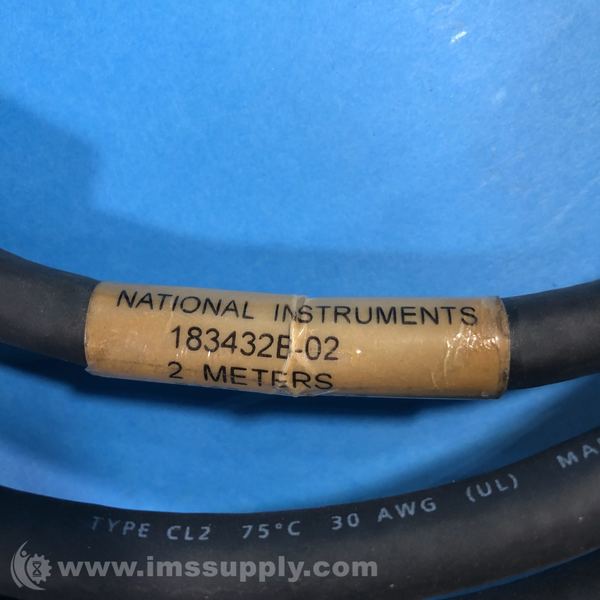 NATIONAL INSTRUMENTS
183432B-02
2 METERS
TYPE CL2 75°C 30 AWG (UL)
www.imssupply.com